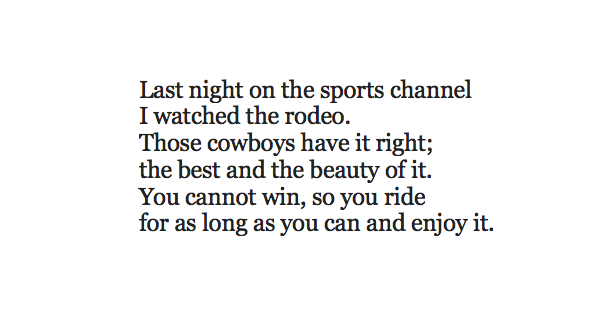 Last night on the sports channel
I watched the rodeo.
Those cowboys have it right;
the best and the beauty of it.
You cannot win, so you ride
for as long as you can and enjoy it.